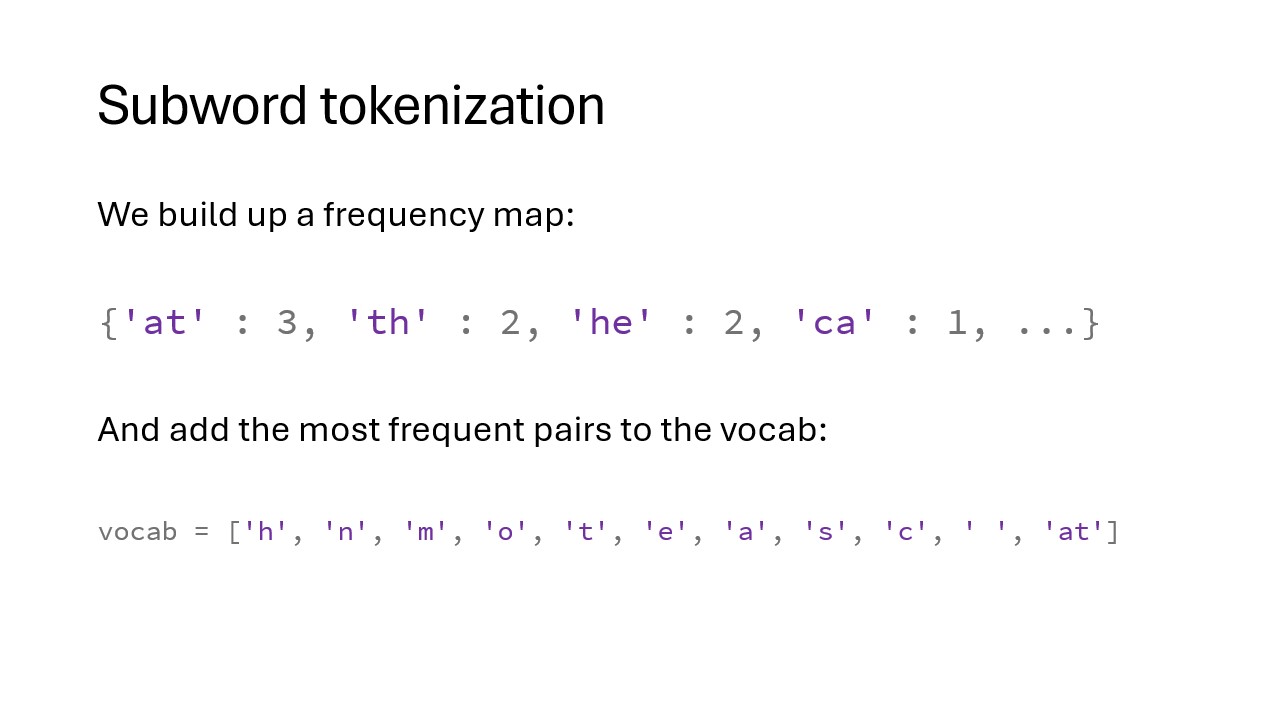 Subword tokenization
We build up a frequency map:
{'at' : 3, 'th' : 2, 'he' : 2, 'ca' : 1, ...}
And add the most frequent pairs to the vocab:
vocab = ['h', 'n', 'm', 'o', 't', 'e', 'a', 's', 'c', ' ', 'at']